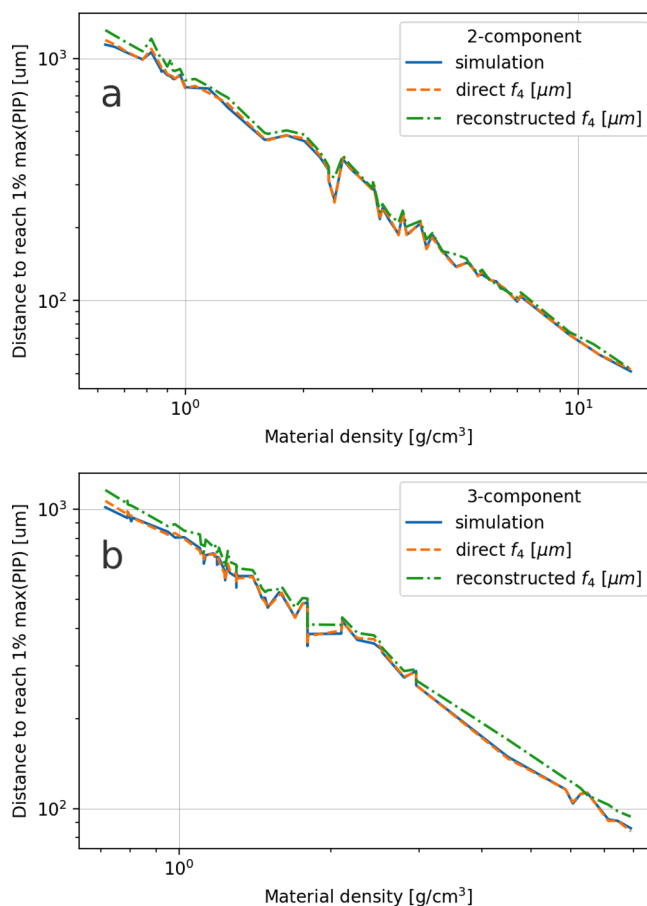 10³
10²
Distance to reach 1% max(PIP) [um]
a
2-component
simulation
direct f₄ [μm]
reconstructed f₄ [μm]
10⁰
10¹
Material density [g/cm³]
10³
10²
Distance to reach 1% max(PIP) [um]
b
3-component
simulation
direct f₄ [μm]
reconstructed f₄ [μm]
10⁰
Material density [g/cm³]